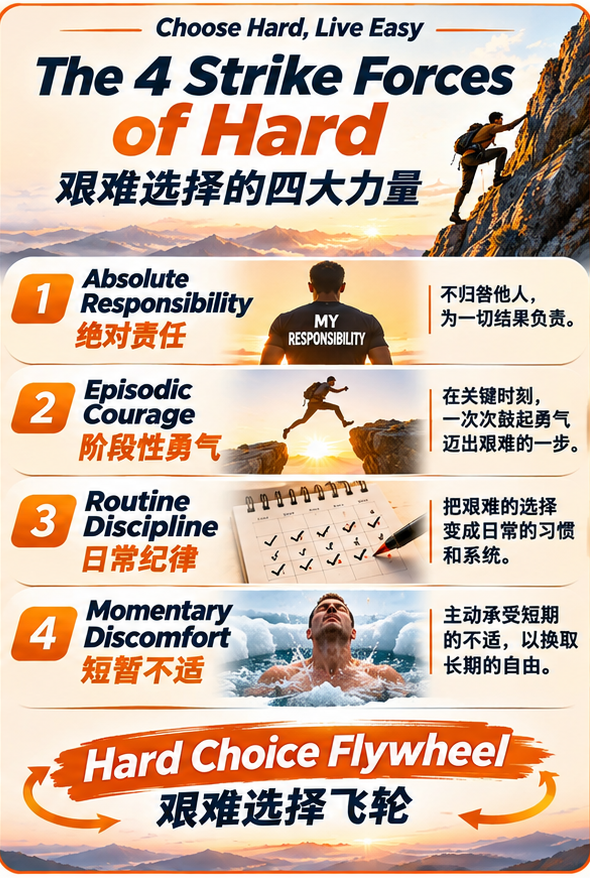 Choose Hard, Live Easy
The 4 Strike Forces
of Hard
艰难选择的四大力量
1
Absolute
Responsibility
绝对责任
MY
RESPONSIBILITY
不归咎他人，
为一切结果负责。
2
Episodic
Courage
阶段性勇气
在关键时刻，
一次次鼓起勇气
迈出艰难的一步。
3
Routine
Discipline
日常纪律
把艰难的选择
变成日常的习惯
和系统。
4
Momentary
Discomfort
短暂不适
主动承受短期
的不适，以换取
长期的自由。
Hard Choice Flywheel
艰难选择飞轮